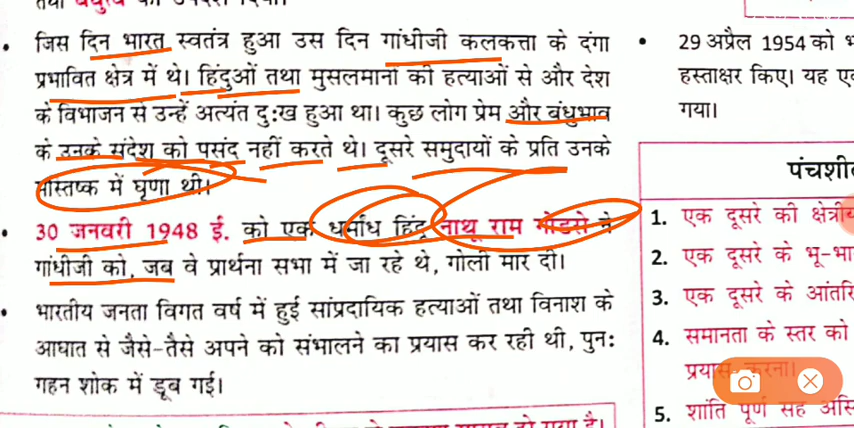 तथा बंधुत्व का उपदेश दिया।
• जिस दिन भारत स्वतंत्र हुआ उस दिन गांधीजी कलकत्ता के दंगा
प्रभावित क्षेत्र में थे। हिंदुओं तथा मुसलमानों की हत्याओं से और देश
के विभाजन से उन्हें अत्यंत दु:ख हुआ था। कुछ लोग प्रेम और बंधुभाव
के उनके संदेश को पसंद नहीं करते थे। दूसरे समुदायों के प्रति उनके
मस्तिष्क में घृणा थी।
• 30 जनवरी 1948 ई. को एक धर्मांध हिंदू नाथू राम गोडसे ने
गांधीजी को, जब वे प्रार्थना सभा में जा रहे थे, गोली मार दी।
• भारतीय जनता विगत वर्ष में हुई सांप्रदायिक हत्याओं तथा विनाश के
आघात से जैसे-तैसे अपने को संभालने का प्रयास कर रही थी, पुन:
गहन शोक में डूब गई।
• 29 अप्रैल 1954 को
हस्ताक्षर किए। यह
गया।
1. एक दूसरे की क्षेत्रीय
2. एक दूसरे के भू-भा
3. एक दूसरे के आंतरि
4. समानता के स्तर को
प्रयास करना।
5. शांति पूर्ण सह